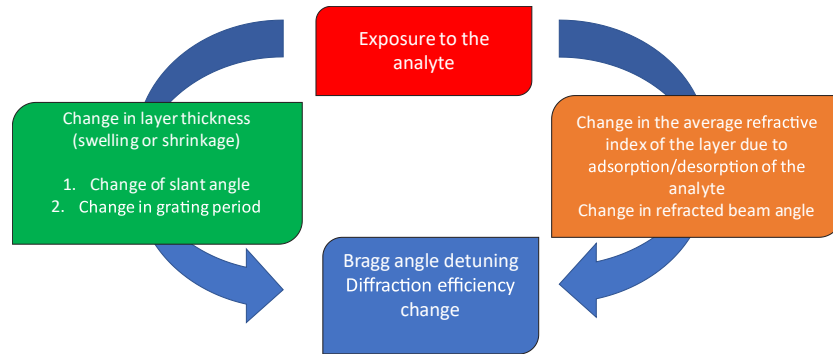 Exposure to the
analyte
Change in layer thickness
(swelling or shrinkage)
1. Change of slant angle
2. Change in grating period
Change in the average refractive
index of the layer due to
adsorption/desorption of the
analyte
Change in refracted beam angle
Bragg angle detuning
Diffraction efficiency
change